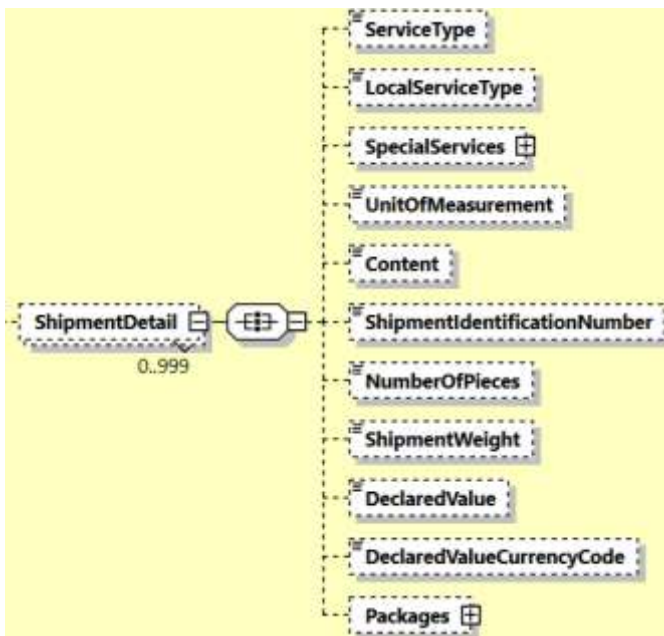 ServiceType
LocalServiceType
SpecialServices
UnitOfMeasurement
Content
ShipmentDetail
0..999
ShipmentIdentificationNumber
NumberOfPieces
ShipmentWeight
DeclaredValue
DeclaredValueCurrencyCode
Packages